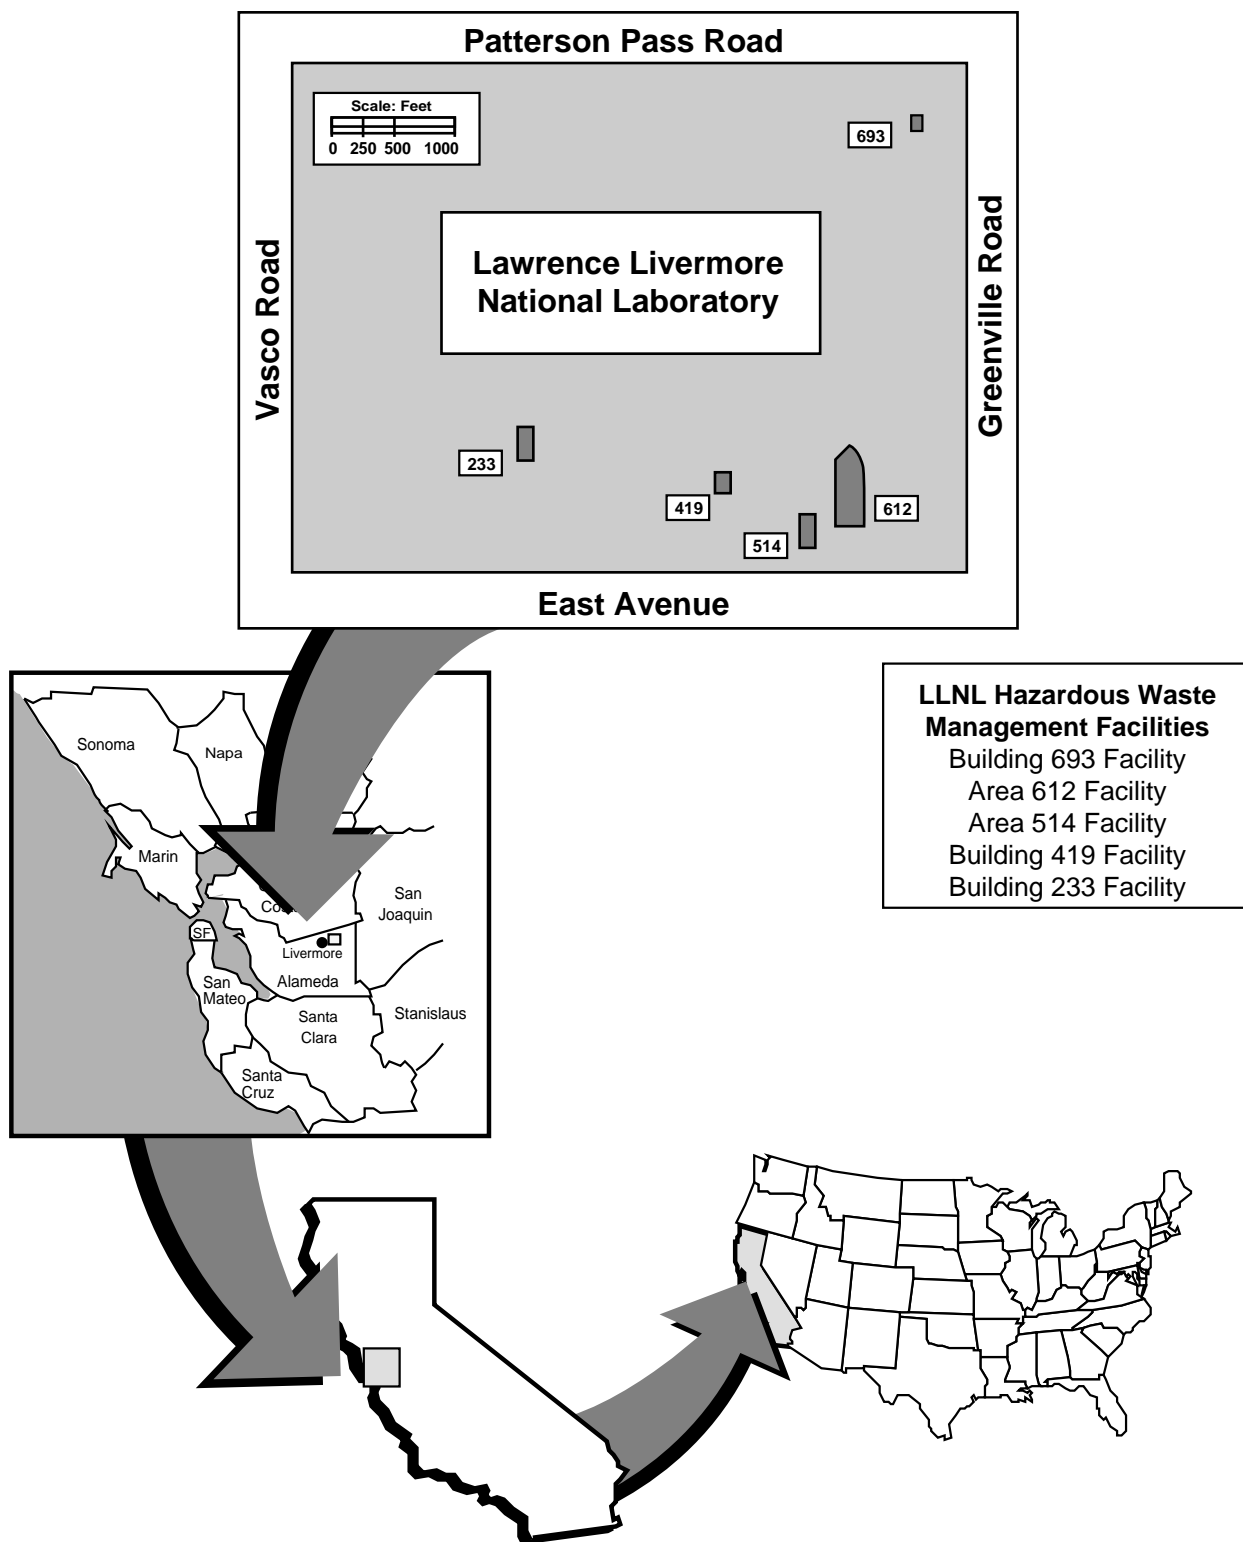 Patterson Pass Road
Scale: Feet
0 250 500 1000
693
Lawrence Livermore
National Laboratory
Vasco Road
Greenville Road
233
419
612
514
East Avenue
LLNL Hazardous Waste
Management Facilities
Building 693 Facility
Area 612 Facility
Area 514 Facility
Building 419 Facility
Building 233 Facility
Sonoma
Napa
Marin
San
Joaquin
SF
Livermore
Alameda
San
Mateo
Santa
Clara
Stanislaus
Santa
Cruz